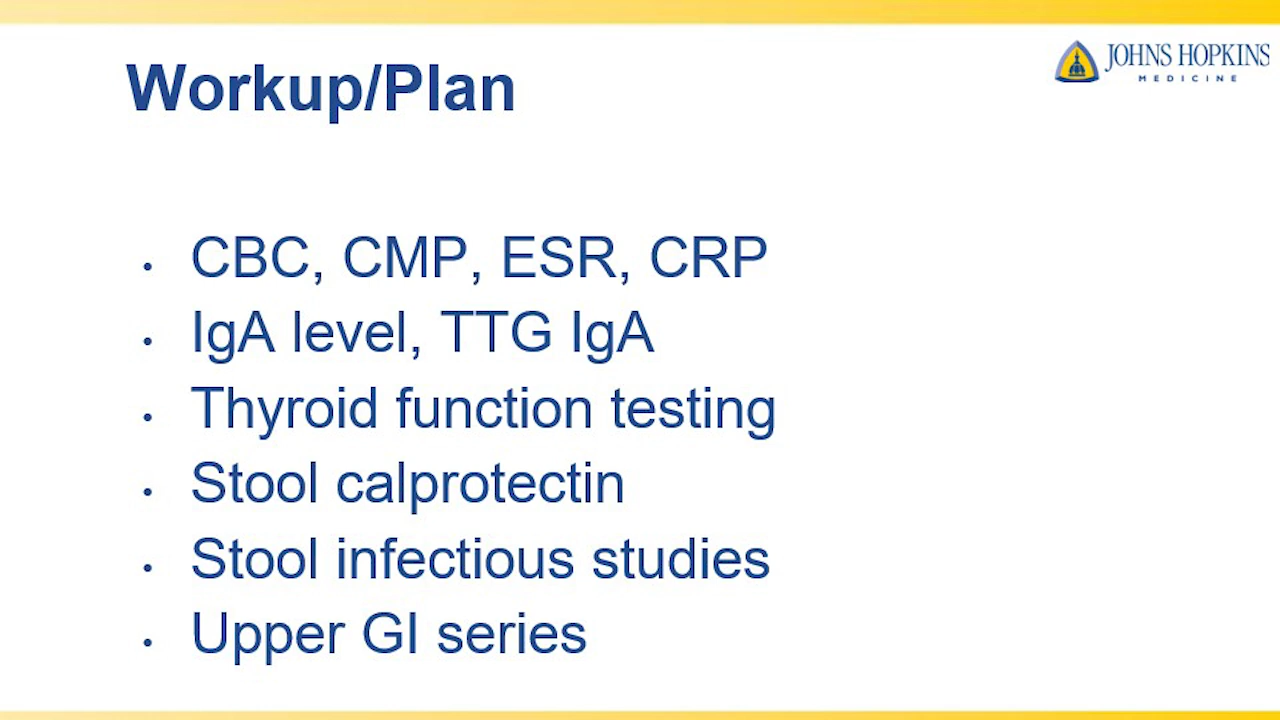 JOHNS HOPKINS
MEDICINE
Workup/Plan
• CBC, CMP, ESR, CRP
• IgA level, TTG IgA
• Thyroid function testing
• Stool calprotectin
• Stool infectious studies
• Upper GI series